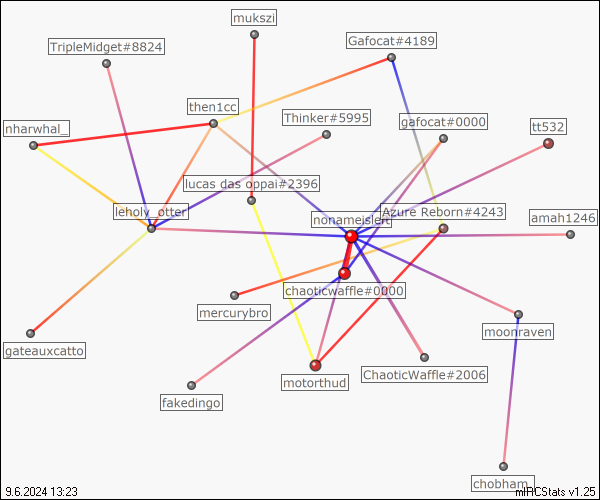 mukszi
Gafocat#4189
TripleMidget#8824
then1cc
Thinker#5995
gafocat#0000
tt532
nharwhal_
lucas das oppai#2396
leholy_otter
nonameislert
Azure Reborn#4243
amah1246
chaoticwaffle#0000
mercurybro
moonraven
gateauxcatto
motorthud
ChaoticWaffle#2006
fakedingo
chobham_
9.6.2024 13:23
mIRCStats v1.25